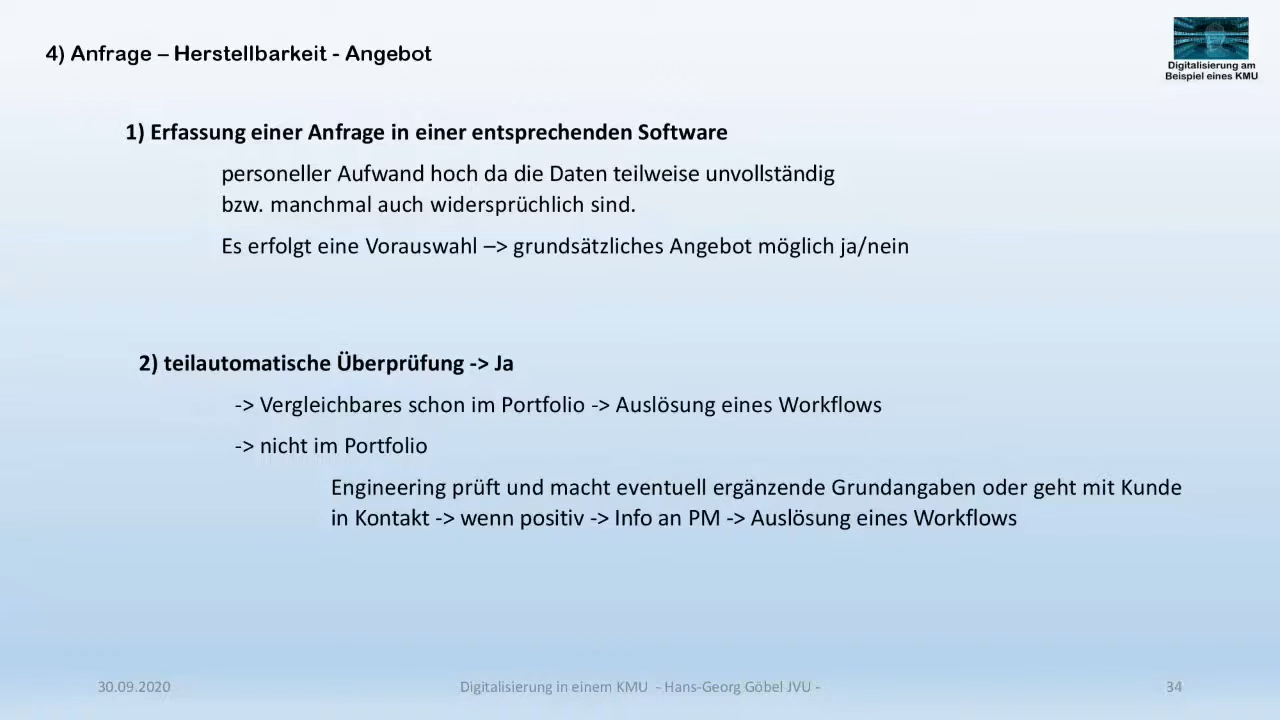 4) Anfrage – Herstellbarkeit - Angebot
Digitalisierung am
Beispiel eines KMU
1) Erfassung einer Anfrage in einer entsprechenden Software
personeller Aufwand hoch da die Daten teilweise unvollständig
bzw. manchmal auch widersprüchlich sind.
Es erfolgt eine Vorauswahl –> grundsätzliches Angebot möglich ja/nein
2) teilautomatische Überprüfung -> Ja
-> Vergleichbares schon im Portfolio -> Auslösung eines Workflows
-> nicht im Portfolio
Engineering prüft und macht eventuell ergänzende Grundangaben oder geht mit Kunde
in Kontakt -> wenn positiv -> Info an PM -> Auslösung eines Workflows
30.09.2020
Digitalisierung in einem KMU - Hans-Georg Göbel JVU -
34